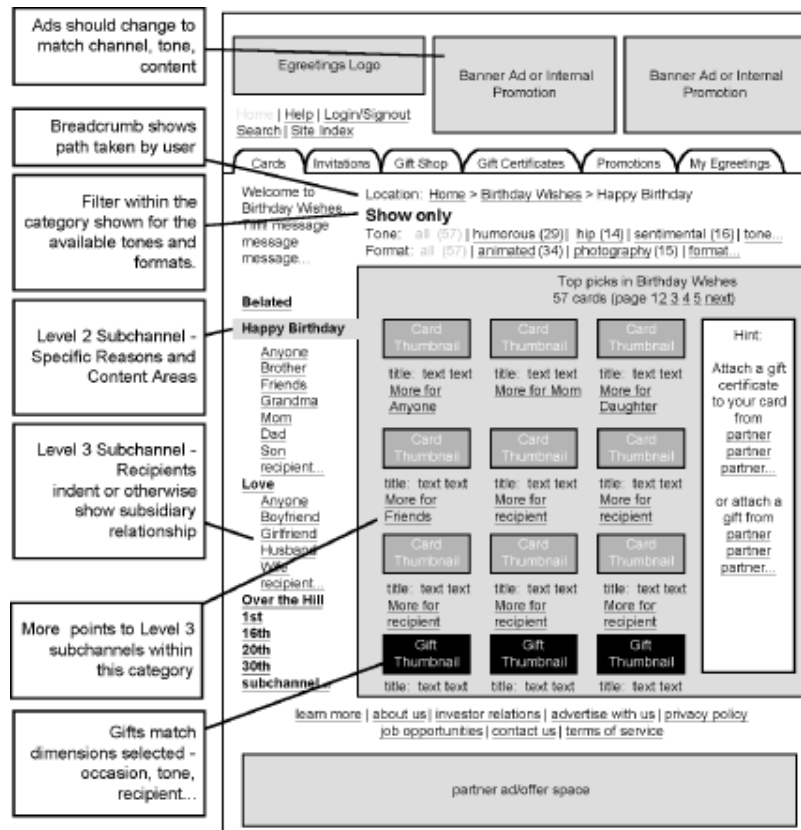 Ads should change to
match channel, tone,
content
Breadcrumb shows
path taken by user
Filter within the
category shown for the
available tones and
formats.
Level 2 Subchannel -
Specific Reasons and
Content Areas
Level 3 Subchannel -
Recipients
indent or otherwise
show subsidiary
relationship
More points to Level 3
subchannels within
this category
Gifts match
dimensions selected -
occasion, tone,
recipient...
Egreetings Logo
Banner Ad or Internal
Promotion
Banner Ad or Internal
Promotion
Home | Help | Login/Signout
Search | Site Index
Cards Invitations Gift Shop Gift Certificates Promotions My Egreetings
Welcome to
Birthday Wishes...
message
message
message...
Location: Home > Birthday Wishes > Happy Birthday
Show only
Tone: all (57) | humorous (29) | hip (14) | sentimental (16) | tone...
Format: all (57) | animated (34) | photography (15) | format...
Belated
Happy Birthday
Anyone
Brother
Friends
Grandma
Mom
Dad
Son
recipient...
Love
Anyone
Boyfriend
Girlfriend
Husband
Wife
recipient...
Over the Hill
1st
16th
20th
30th
subchannel...
Top picks in Birthday Wishes
57 cards (page 1 2 3 4 5 next)
Card Thumbnail
Card Thumbnail
Card Thumbnail
title: text text
title: text text
title: text text
More for Anyone
More for Mom
More for Daughter
Card Thumbnail
Card Thumbnail
Card Thumbnail
title: text text
title: text text
title: text text
More for Friends
More for recipient
More for recipient
Card Thumbnail
Card Thumbnail
Card Thumbnail
title: text text
title: text text
title: text text
More for recipient
More for recipient
More for recipient
Gift Thumbnail
Gift Thumbnail
Gift Thumbnail
title: text text
title: text text
title: text text
Hint:
Attach a gift
certificate
to your card
from
partner
partner
partner...
or attach a
gift from
partner
partner
partner...
learn more | about us | investor relations | advertise with us | privacy policy
job opportunities | contact us | terms of service
partner ad/offer space